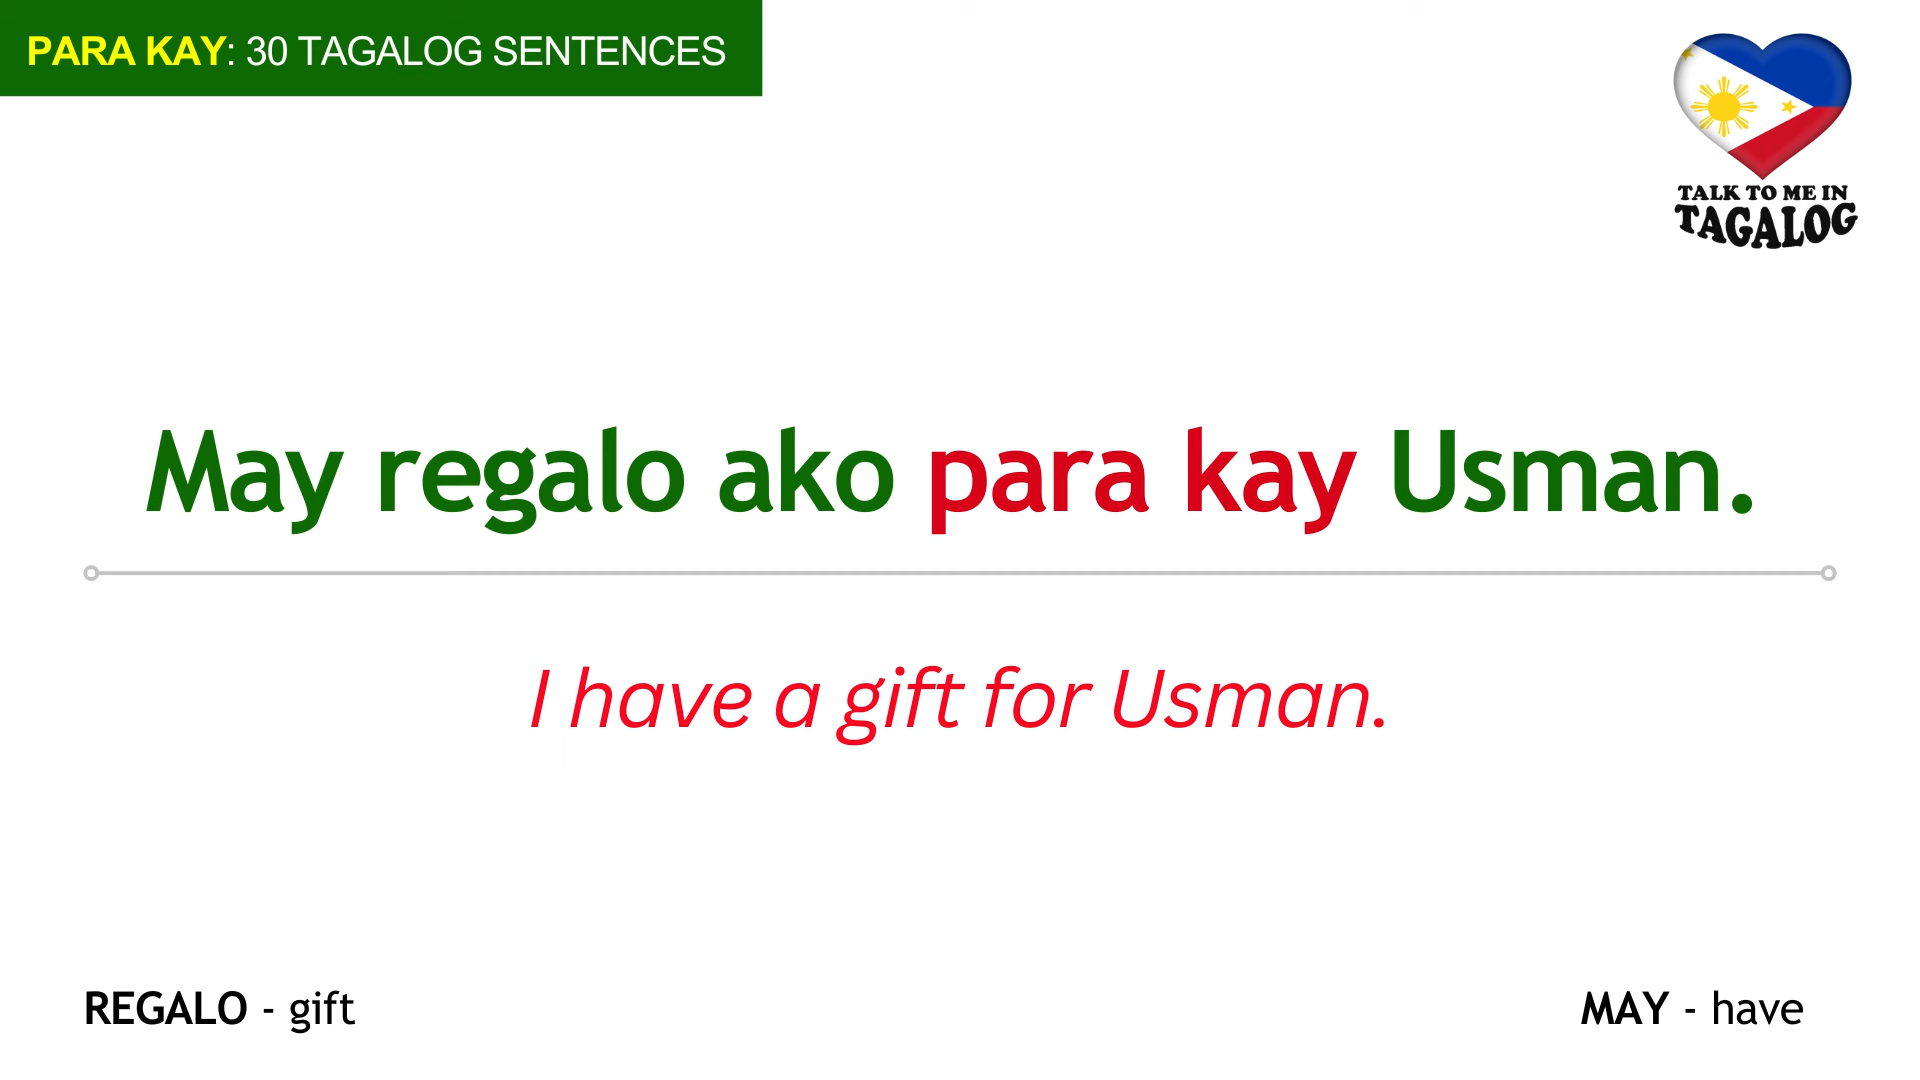 PARA KAY: 30 TAGALOG SENTENCES
TALK TO ME IN
TAGALOG
May regalo ako para kay Usman.
I have a gift for Usman.
REGALO - gift
MAY - have